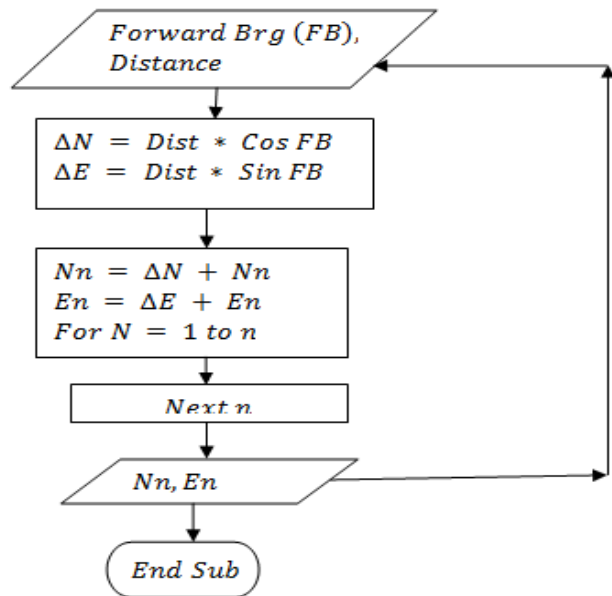 Forward Brg (FB),
Distance
ΔN = Dist * Cos FB
ΔE = Dist * Sin FB
Nn = ΔN + Nn
En = ΔE + En
For N = 1 to n
Next n
Nn, En
End Sub